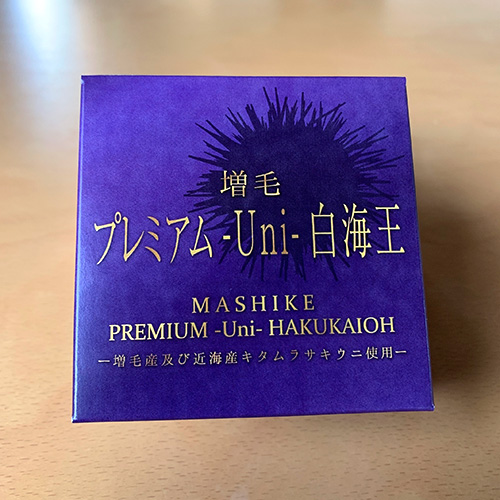 増毛
プレミアム-Uni-白海王
MASHIKE
PREMIUM -Uni- HAKUKAIOH
ー増毛産及び近海産キタムラサキウニ使用ー